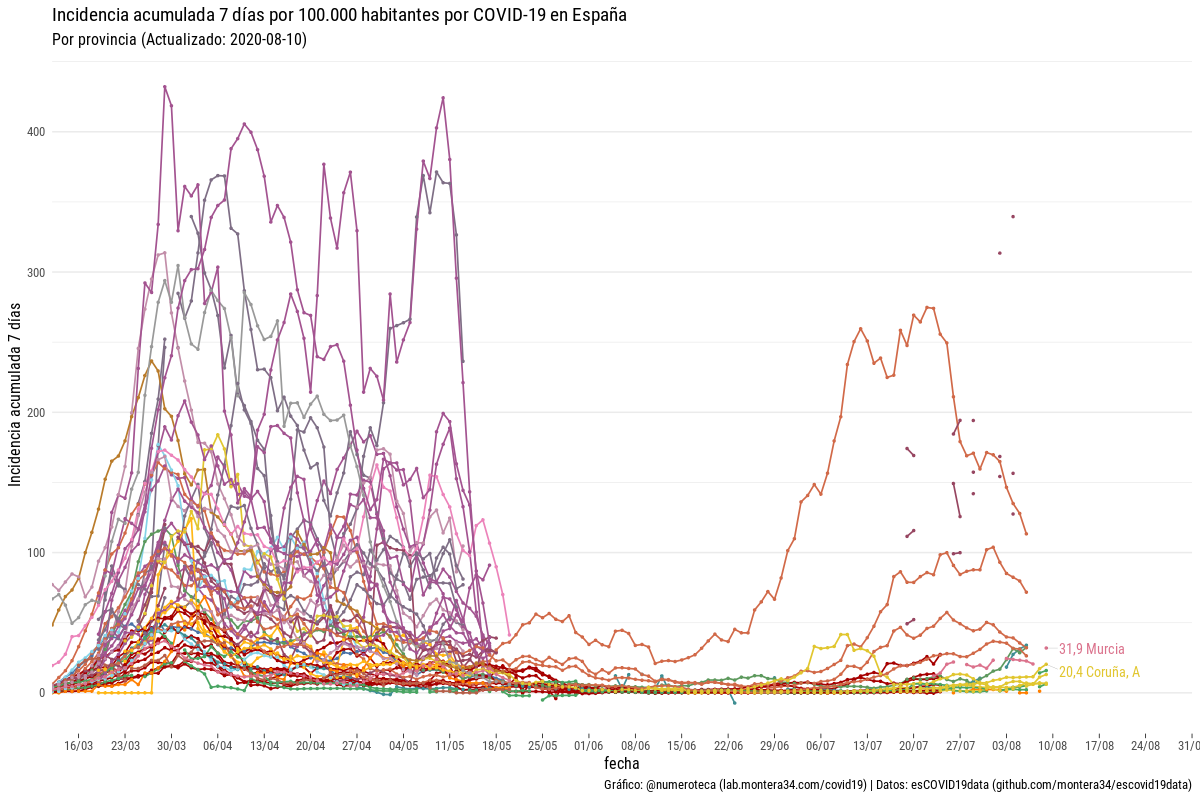 Incidencia acumulada 7 días por 100.000 habitantes por COVID-19 en España
Por provincia (Actualizado: 2020-08-10)
Incidencia acumulada 7 días
400
300
200
100
0
31,9 Murcia
20,4 Coruña, A
16/03 23/03 30/03 06/04 13/04 20/04 27/04 04/05 11/05 18/05 25/05 01/06 08/06 15/06 22/06 29/06 06/07 13/07 20/07 27/07 03/08 10/08 17/08 24/08 31/0
fecha
Gráfico: @numeroteca (lab.montera34.com/covid19) | Datos: esCOVID19data (github.com/montera34/escovid19data)